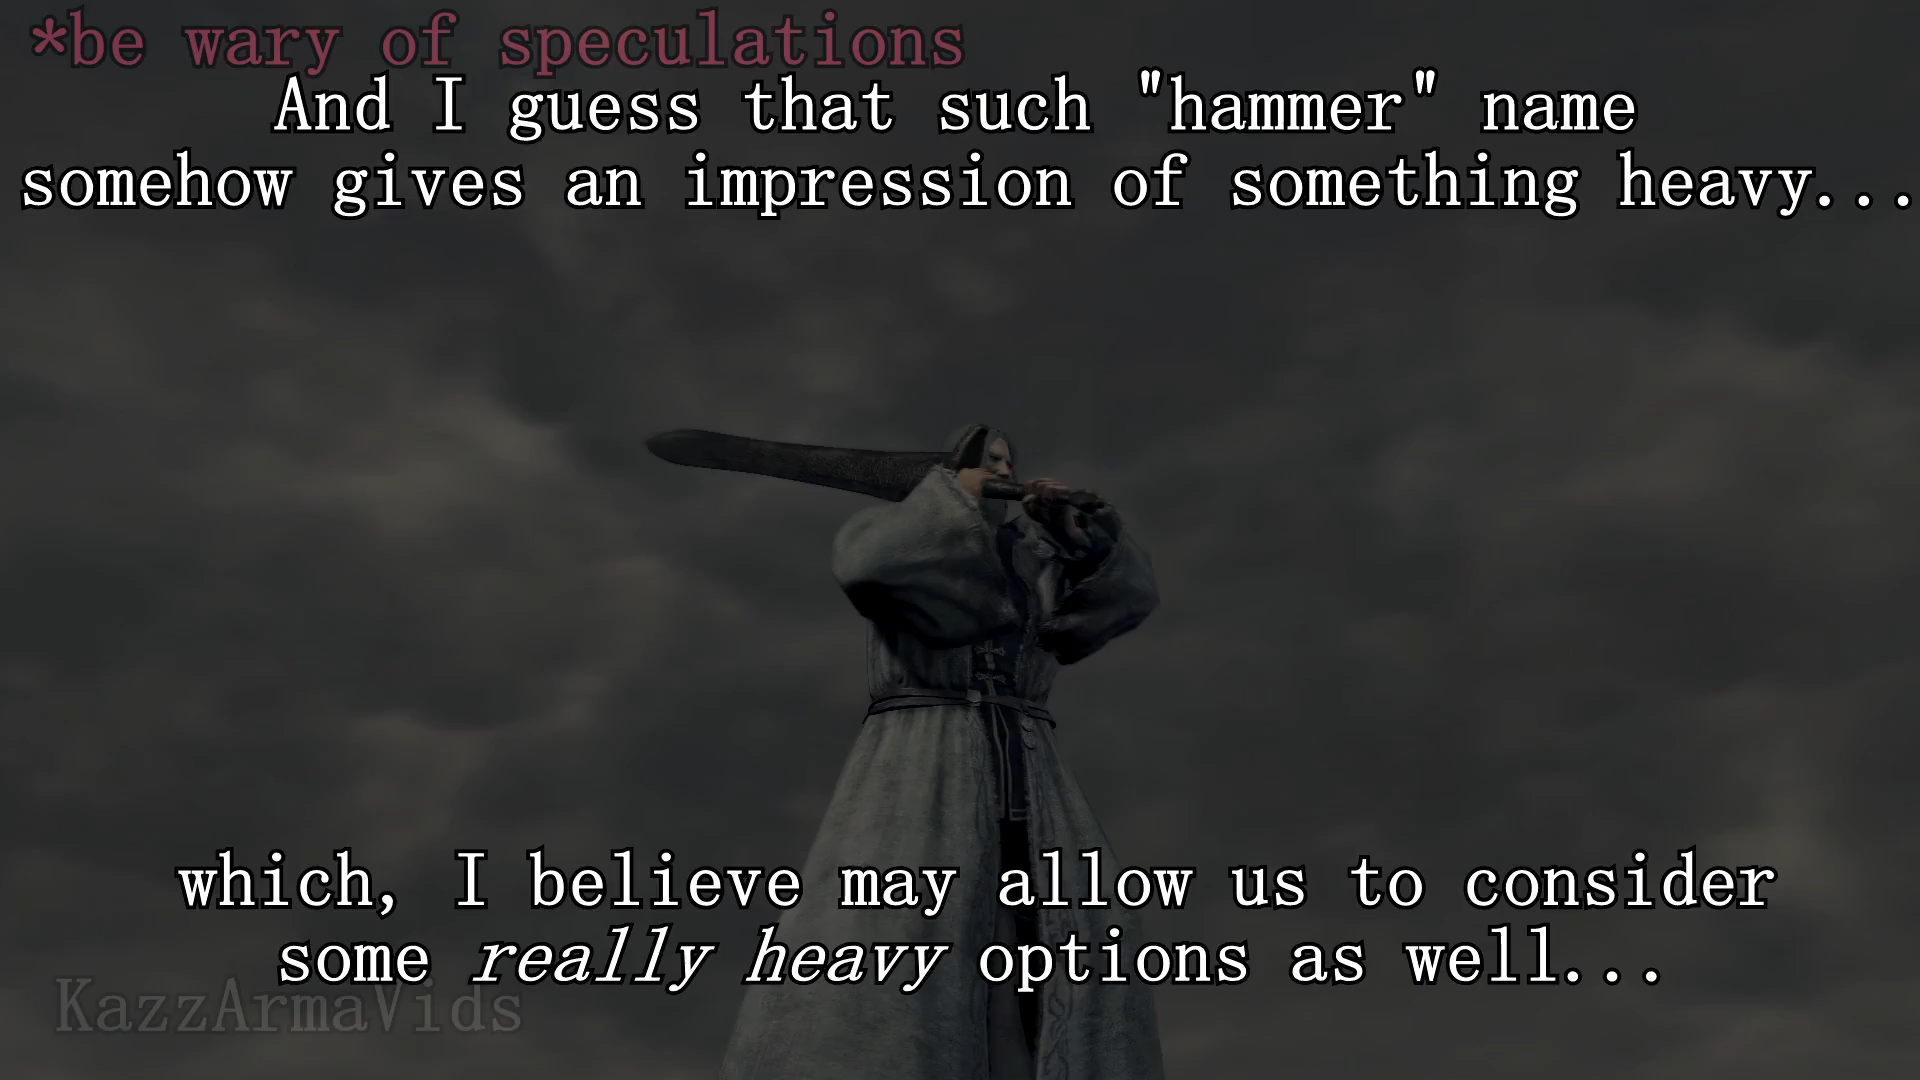 *be wary of speculations
And I guess that such "hammer" name
somehow gives an impression of something heavy...
which, I believe may allow us to consider
some really heavy options as well...
KazzArmaVids